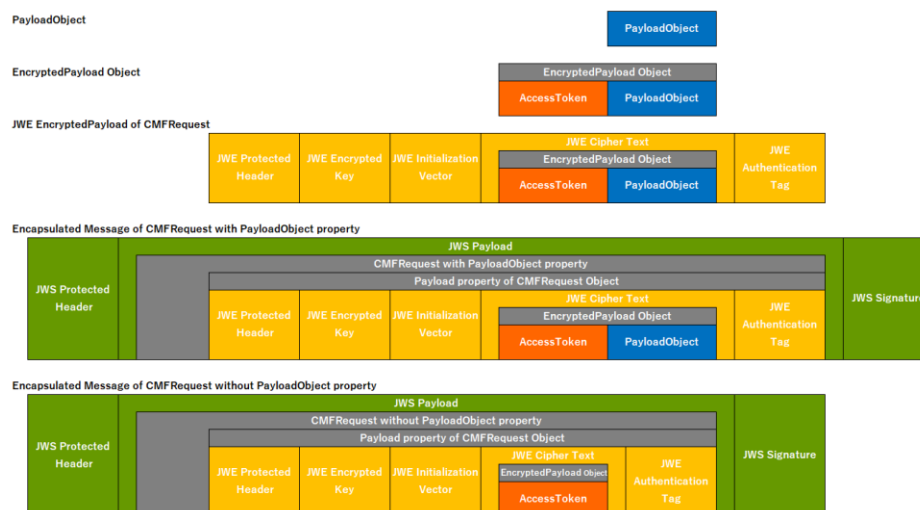 PayloadObject
PayloadObject
EncryptedPayload Object
EncryptedPayload Object
AccessToken
PayloadObject
JWE EncryptedPayload of CMFRequest
JWE Protected
Header
JWE Encrypted
Key
JWE Initialization
Vector
JWE Cipher Text
EncryptedPayload Object
AccessToken
PayloadObject
JWE
Authentication
Tag
Encapsulated Message of CMFRequest with PayloadObject property
JWS Protected
Header
JWS Payload
CMFRequest with PayloadObject property
Payload property of CMFRequest Object
JWE Protected
Header
JWE Encrypted
Key
JWE Initialization
Vector
JWE Cipher Text
EncryptedPayload Object
AccessToken
PayloadObject
JWE
Authentication
Tag
JWS Signature
Encapsulated Message of CMFRequest without PayloadObject property
JWS Protected
Header
JWS Payload
CMFRequest without PayloadObject property
Payload property of CMFRequest Object
JWE Protected
Header
JWE Encrypted
Key
JWE Initialization
Vector
JWE Cipher Text
EncryptedPayload Object
AccessToken
JWE
Authentication
Tag
JWS Signature